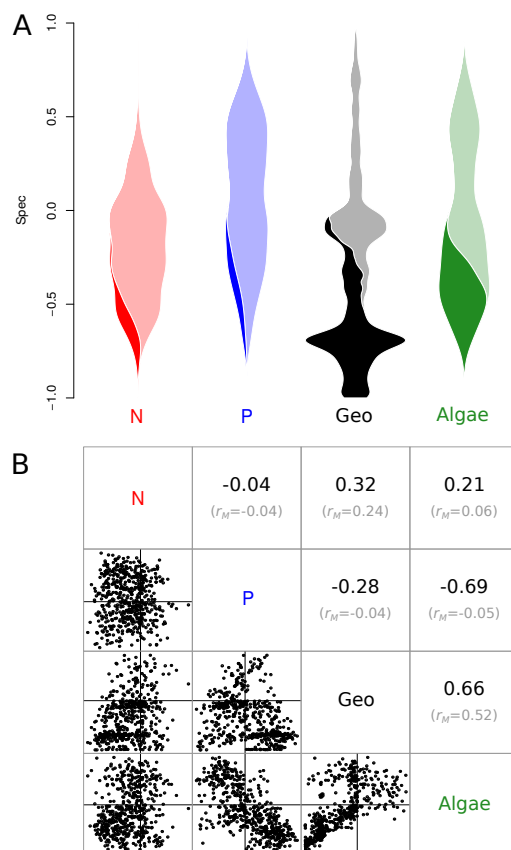 A
1.0
0.5
0.0
−0.5
−1.0
Spec
N P Geo Algae
B
N -0.04 0.32 0.21
(rM=-0.04) (rM=0.24) (rM=0.06)
P -0.28 -0.69
(rM=-0.04) (rM=-0.05)
Geo 0.66
(rM=0.52)
Algae